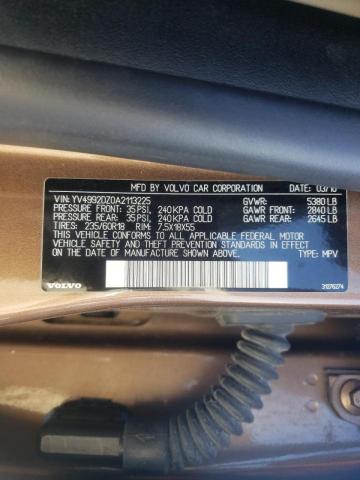 MFD BY VOLVO CAR CORPORATION DATE: 03/10
VIN: YV4992DZ0A2113225 GVWR: 5380 LB
PRESSURE FRONT: 35 PSI, 240 KPA COLD GAWR FRONT: 2840 LB
PRESSURE REAR: 35 PSI, 240 KPA COLD GAWR REAR: 2645 LB
TIRES: 235/60R18 RIM: 7.5X18X55
THIS VEHICLE CONFORMS TO ALL APPLICABLE FEDERAL MOTOR
VEHICLE SAFETY AND THEFT PREVENTION STANDARDS IN EFFECT
ON THE DATE OF MANUFACTURE SHOWN ABOVE. TYPE: MPV
VOLVO 31276274